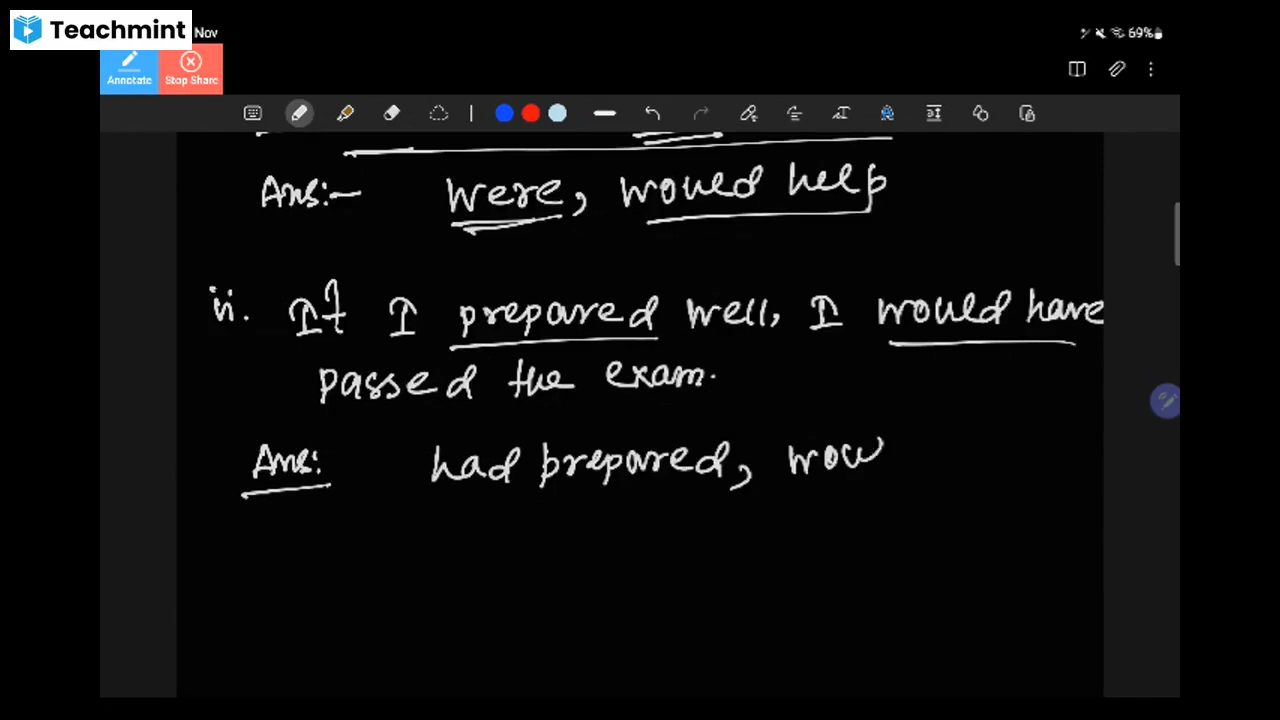 Teachmint
Nov
69%
Annotate
Stop Share
Ans:- were, would help
ii. If I prepared well, I would have
passed the exam.
Ans: had prepared, wou